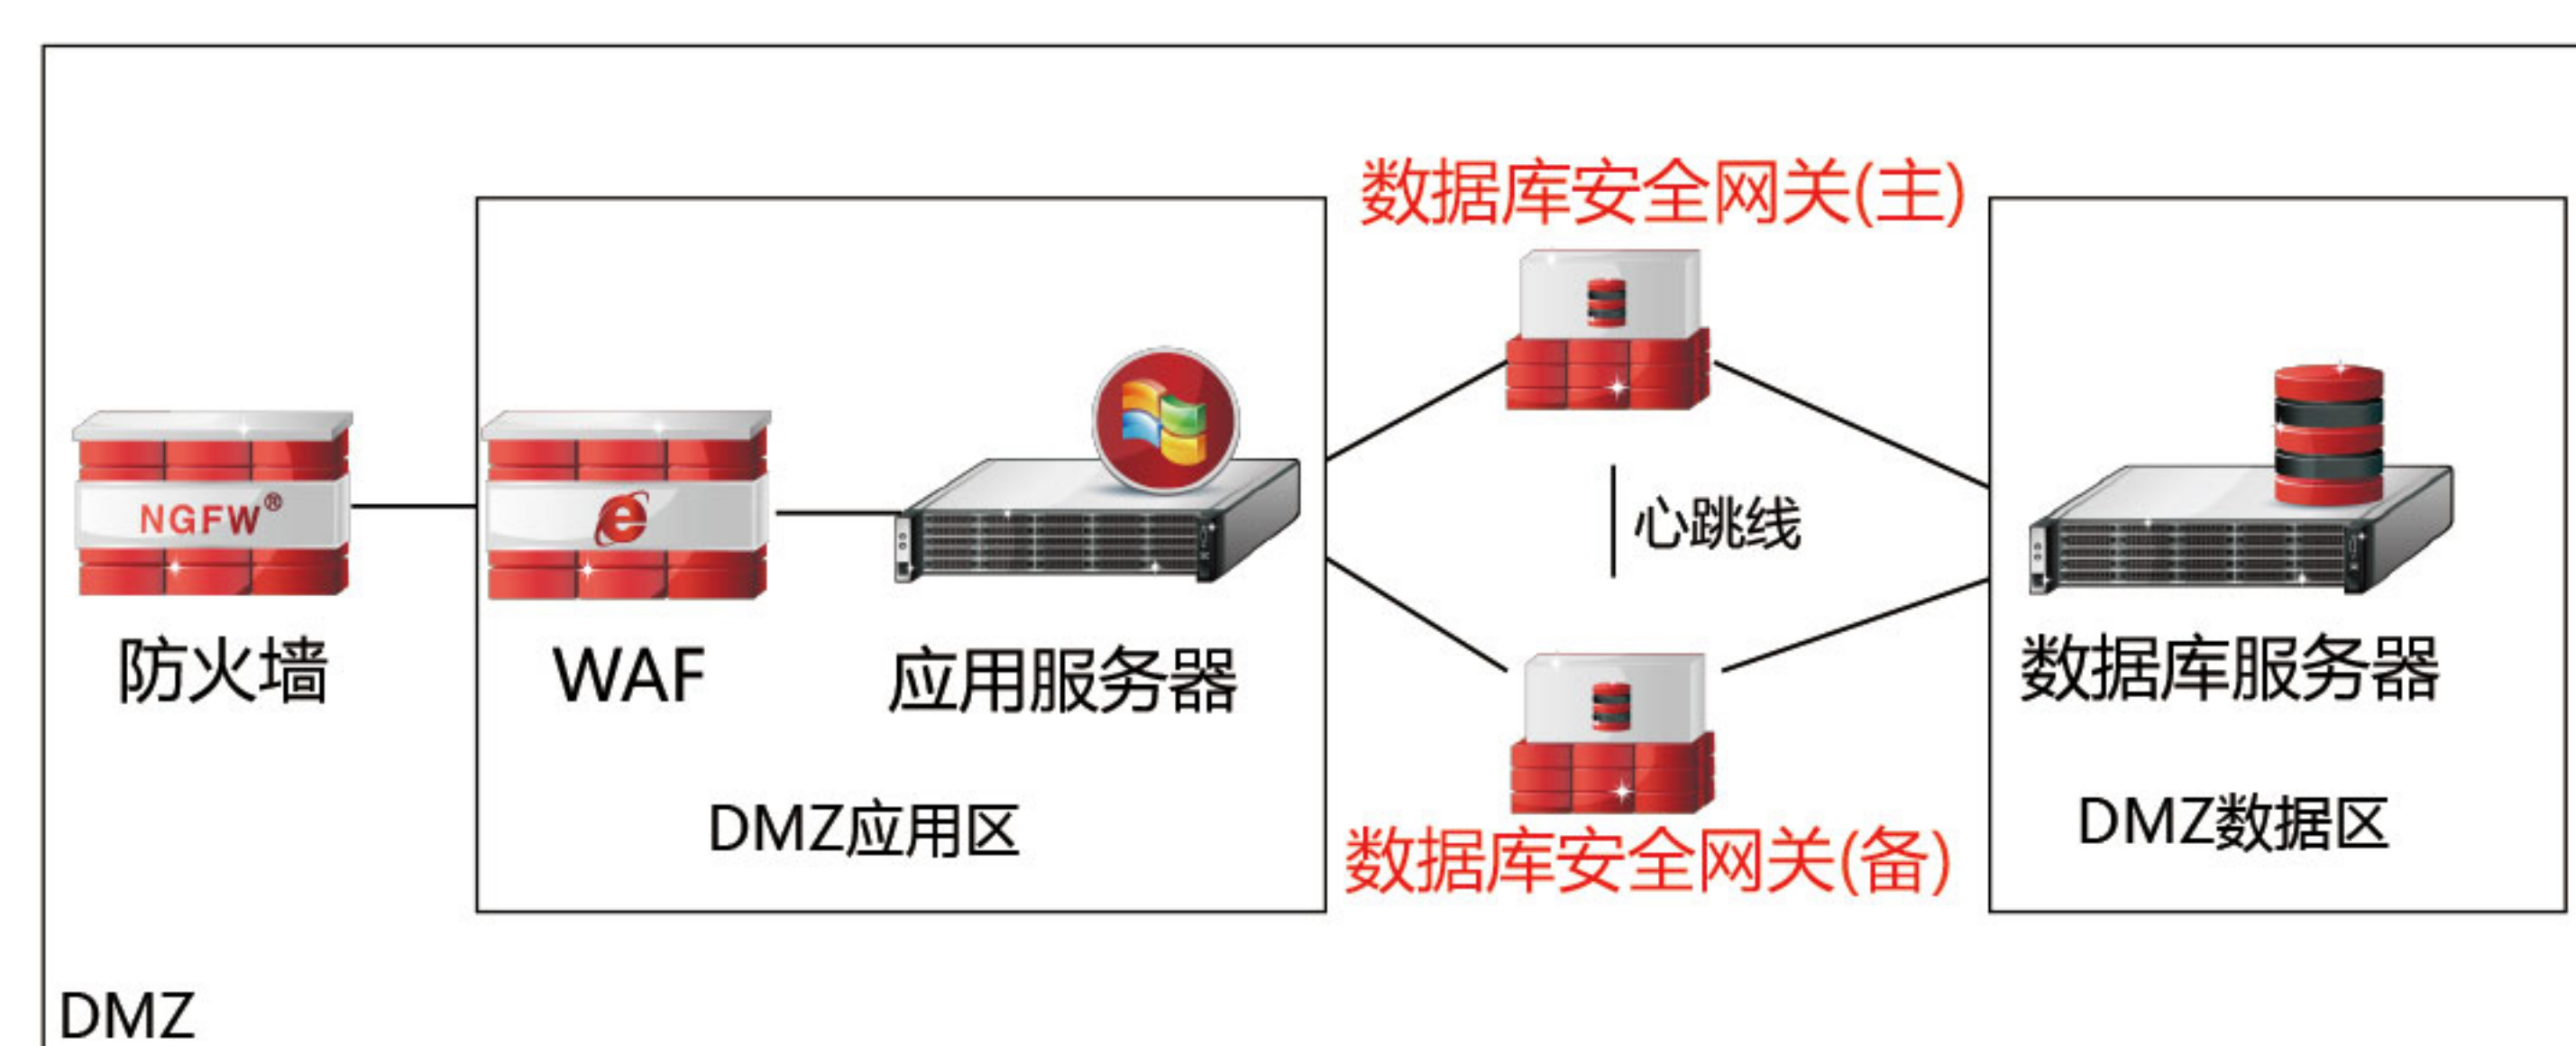 数据库安全网关(主)
NGFW®
心跳线
防火墙
WAF
应用服务器
数据库服务器
DMZ应用区
数据库安全网关(备)
DMZ数据区
DMZ